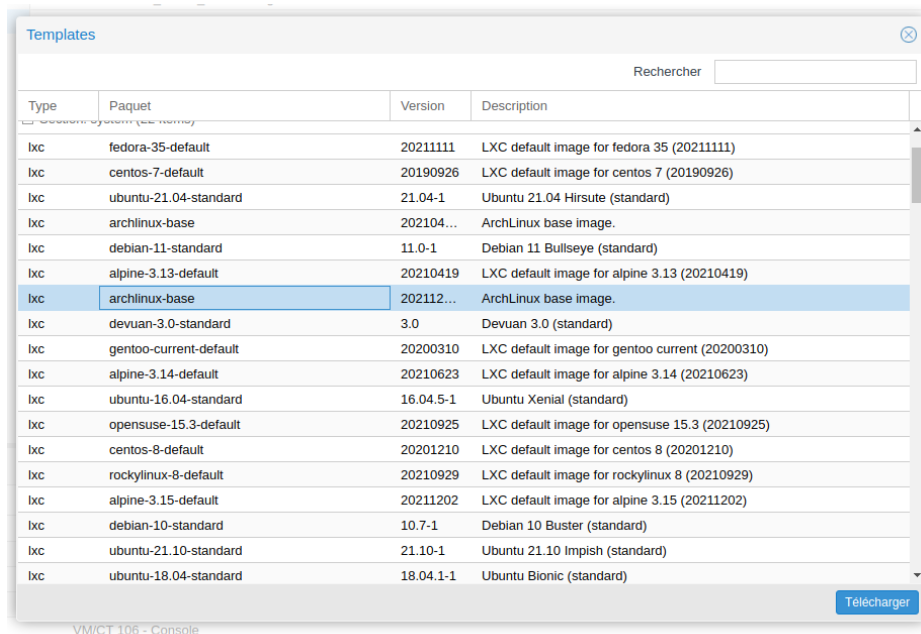 Templates
Rechercher
Type Paquet Version Description
Section: system (22 Items)
lxc fedora-35-default 20211111 LXC default image for fedora 35 (20211111)
lxc centos-7-default 20190926 LXC default image for centos 7 (20190926)
lxc ubuntu-21.04-standard 21.04-1 Ubuntu 21.04 Hirsute (standard)
lxc archlinux-base 202104... ArchLinux base image.
lxc debian-11-standard 11.0-1 Debian 11 Bullseye (standard)
lxc alpine-3.13-default 20210419 LXC default image for alpine 3.13 (20210419)
lxc archlinux-base 202112... ArchLinux base image.
lxc devuan-3.0-standard 3.0 Devuan 3.0 (standard)
lxc gentoo-current-default 20200310 LXC default image for gentoo current (20200310)
lxc alpine-3.14-default 20210623 LXC default image for alpine 3.14 (20210623)
lxc ubuntu-16.04-standard 16.04.5-1 Ubuntu Xenial (standard)
lxc opensuse-15.3-default 20210925 LXC default image for opensuse 15.3 (20210925)
lxc centos-8-default 20201210 LXC default image for centos 8 (20201210)
lxc rockylinux-8-default 20210929 LXC default image for rockylinux 8 (20210929)
lxc alpine-3.15-default 20211202 LXC default image for alpine 3.15 (20211202)
lxc debian-10-standard 10.7-1 Debian 10 Buster (standard)
lxc ubuntu-21.10-standard 21.10-1 Ubuntu 21.10 Impish (standard)
lxc ubuntu-18.04-standard 18.04.1-1 Ubuntu Bionic (standard)
Télécharger
VM/CT 106 - Console